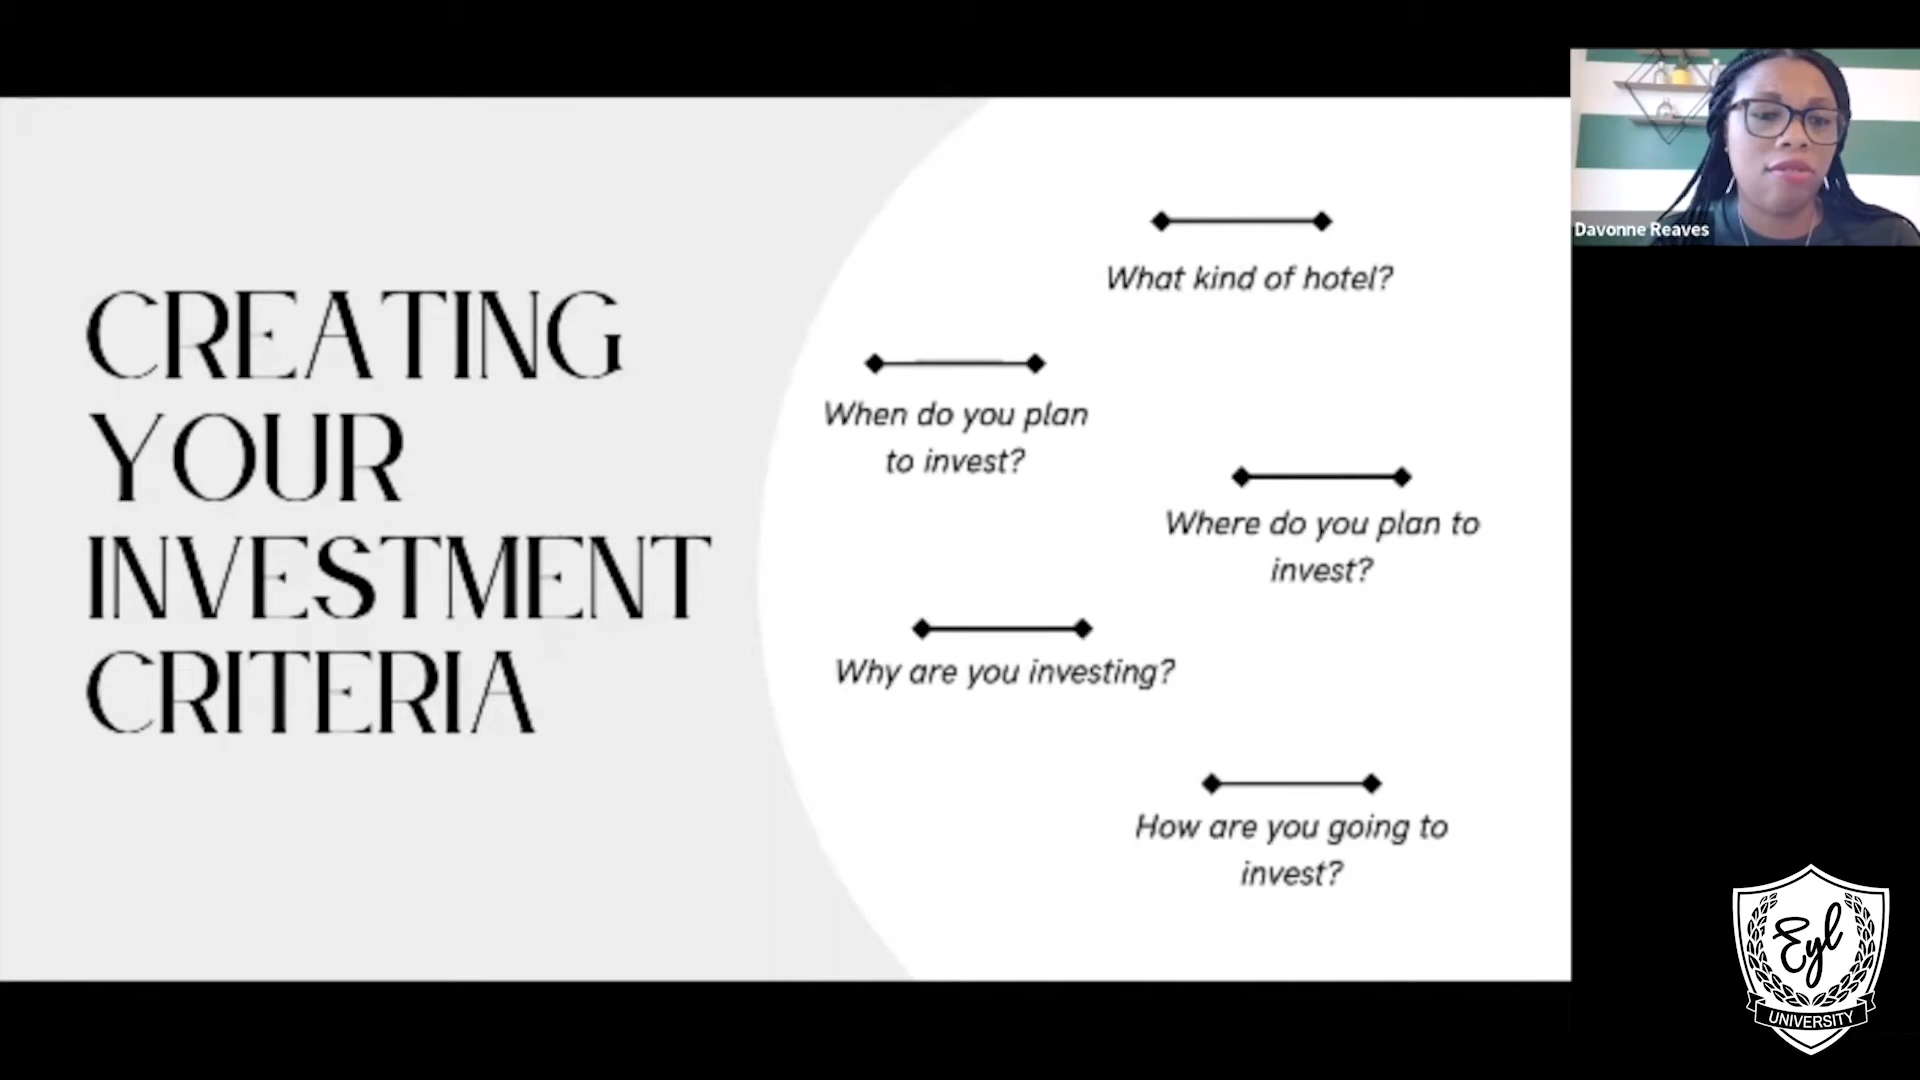 CREATING
YOUR
INVESTMENT
CRITERIA
What kind of hotel?
When do you plan
to invest?
Where do you plan to
invest?
Why are you investing?
How are you going to
invest?
Davonne Reaves
Eyl
UNIVERSITY